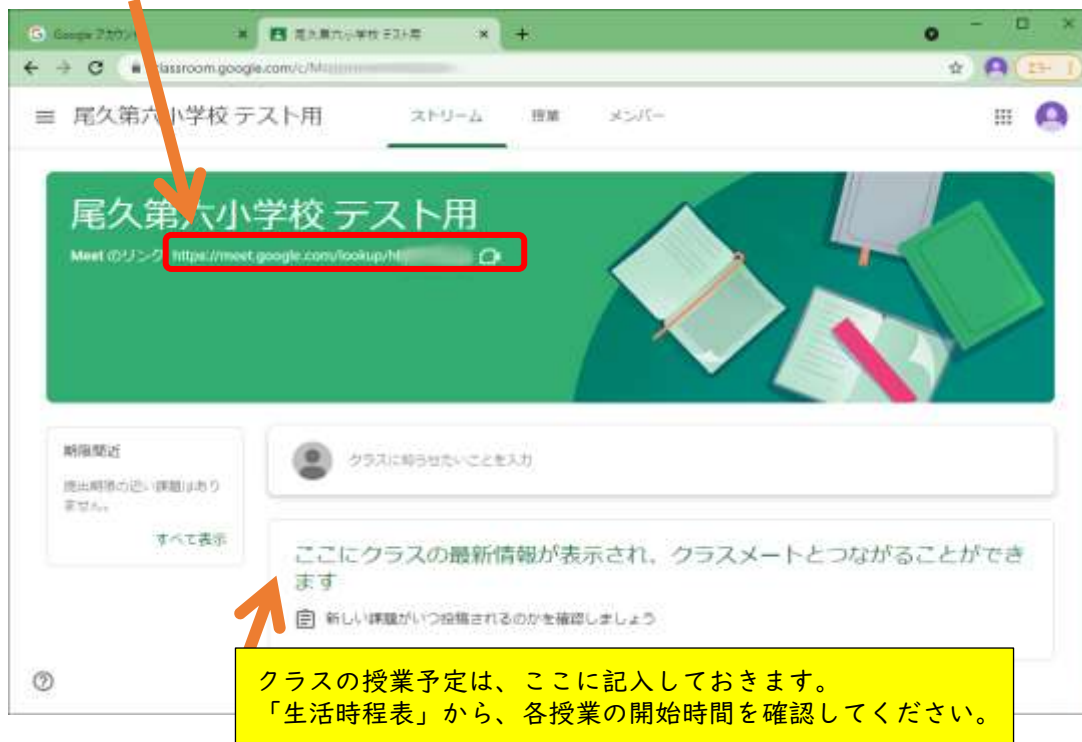 尾久第六小学校 テスト用
classroom.google.com/c/M
尾久第六小学校 テスト用 ストリーム 授業 メンバー
尾久第六小学校 テスト用
Meet のリンク https://meet.google.com/lookup/h
期限間近
提出期限の近い課題はあり
ません。
すべて表示
クラスに知らせたいことを入力
ここにクラスの最新情報が表示され、クラスメートとつながることができ
ます
新しい課題がいつ投稿されるのかを確認しましょう
クラスの授業予定は、ここに記入しておきます。
「生活時程表」から、各授業の開始時間を確認してください。